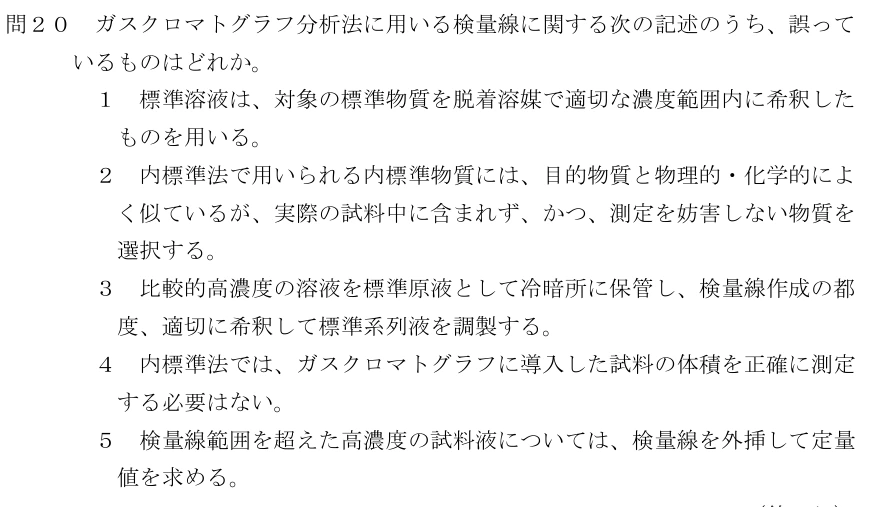 問２０　ガスクロマトグラフ分析法に用いる検量線に関する次の記述のうち、誤って
いるものはどれか。
１　標準溶液は、対象の標準物質を脱着溶媒で適切な濃度範囲内に希釈した
ものを用いる。
２　内標準法で用いられる内標準物質には、目的物質と物理的・化学的によ
く似ているが、実際の試料中に含まれず、かつ、測定を妨害しない物質を
選択する。
３　比較的高濃度の溶液を標準原液として冷暗所に保管し、検量線作成の都
度、適切に希釈して標準系列液を調製する。
４　内標準法では、ガスクロマトグラフに導入した試料の体積を正確に測定
する必要はない。
５　検量線範囲を超えた高濃度の試料液については、検量線を外挿して定量
値を求める。